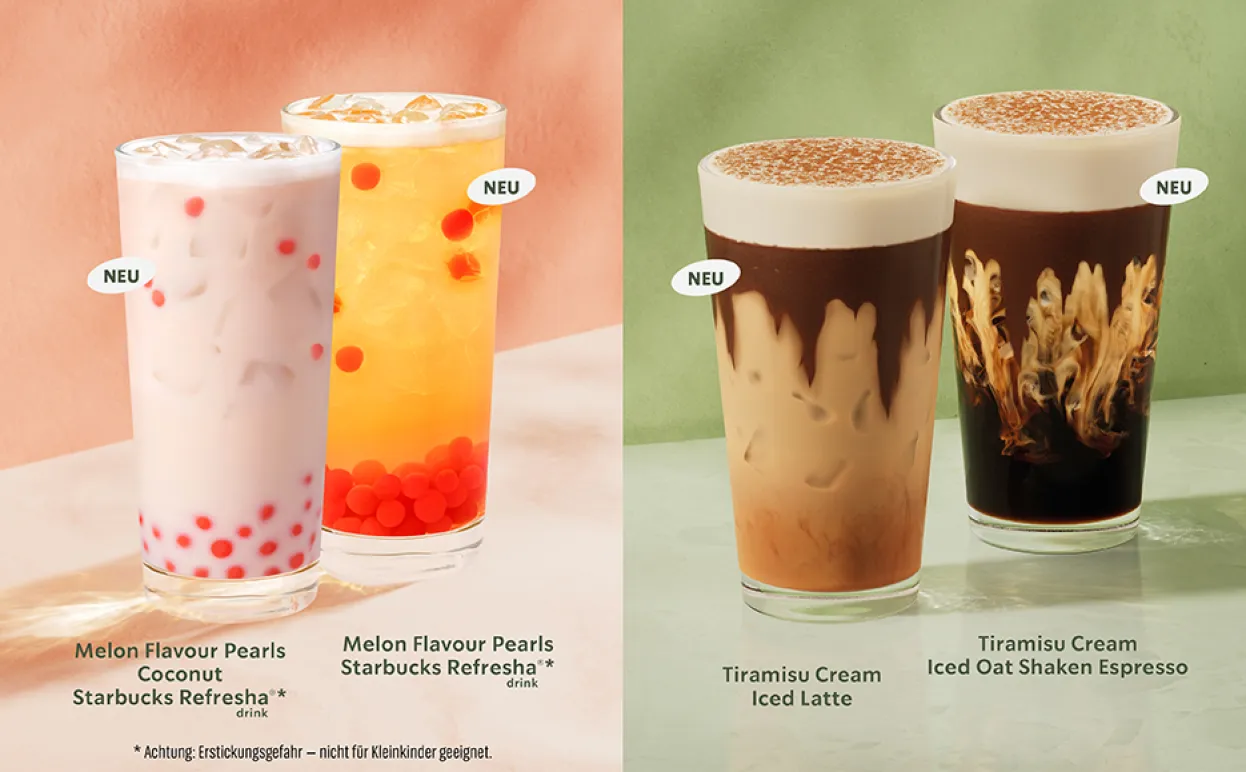 NEU
NEU
Melon Flavour Pearls
Coconut
Starbucks Refresha®*
drink
Melon Flavour Pearls
Starbucks Refresha®*
drink
* Achtung: Erstickungsgefahr – nicht für Kleinkinder geeignet.
NEU
NEU
Tiramisu Cream
Iced Latte
Tiramisu Cream
Iced Oat Shaken Espresso